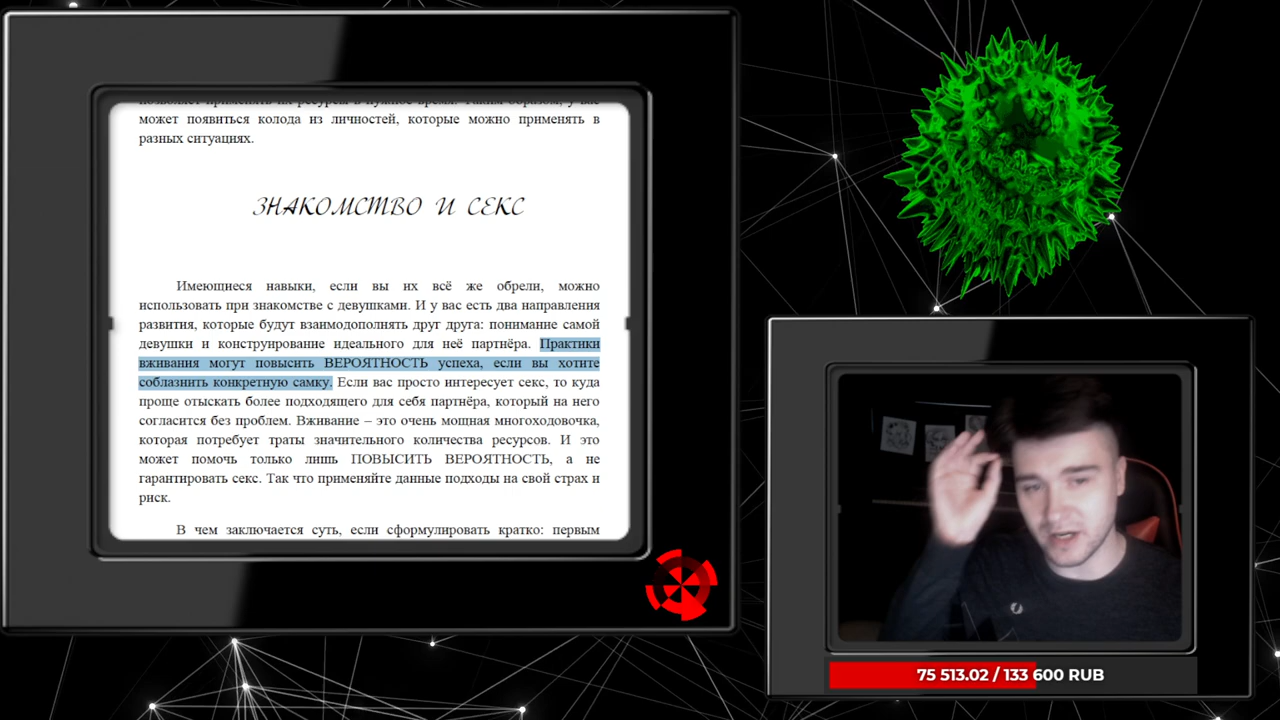 может появиться колода из личностей, которые можно применять в
разных ситуациях.
ЗНАКОМСТВО И СЕКС
Имеющиеся навыки, если вы их всё же обрели, можно
использовать при знакомстве с девушками. И у вас есть два направления
развития, которые будут взаимодополнять друг друга: понимание самой
девушки и конструирование идеального для неё партнёра. Практики
вживания могут повысить ВЕРОЯТНОСТЬ успеха, если вы хотите
соблазнить конкретную самку. Если вас просто интересует секс, то куда
проще отыскать более подходящего для себя партнёра, который на него
согласится без проблем. Вживание – это очень мощная многоходовочка,
которая потребует траты значительного количества ресурсов. И это
может помочь только лишь ПОВЫСИТЬ ВЕРОЯТНОСТЬ, а не
гарантировать секс. Так что применяйте данные подходы на свой страх и
риск.
В чем заключается суть, если сформулировать кратко: первым
75 513.02 / 133 600 RUB